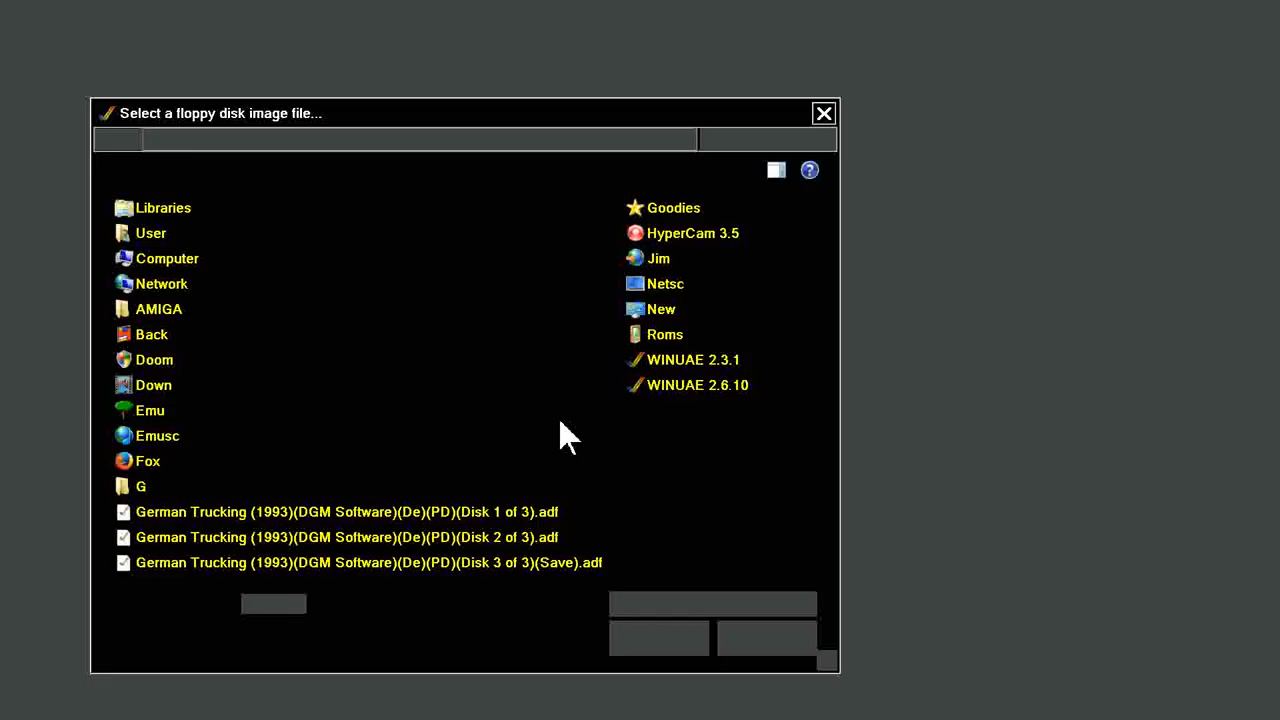 Select a floppy disk image file...
Libraries
User
Computer
Network
AMIGA
Back
Doom
Down
Emu
Emusc
Fox
G
German Trucking (1993)(DGM Software)(De)(PD)(Disk 1 of 3).adf
German Trucking (1993)(DGM Software)(De)(PD)(Disk 2 of 3).adf
German Trucking (1993)(DGM Software)(De)(PD)(Disk 3 of 3)(Save).adf
Goodies
HyperCam 3.5
Jim
Netsc
New
Roms
WINUAE 2.3.1
WINUAE 2.6.10